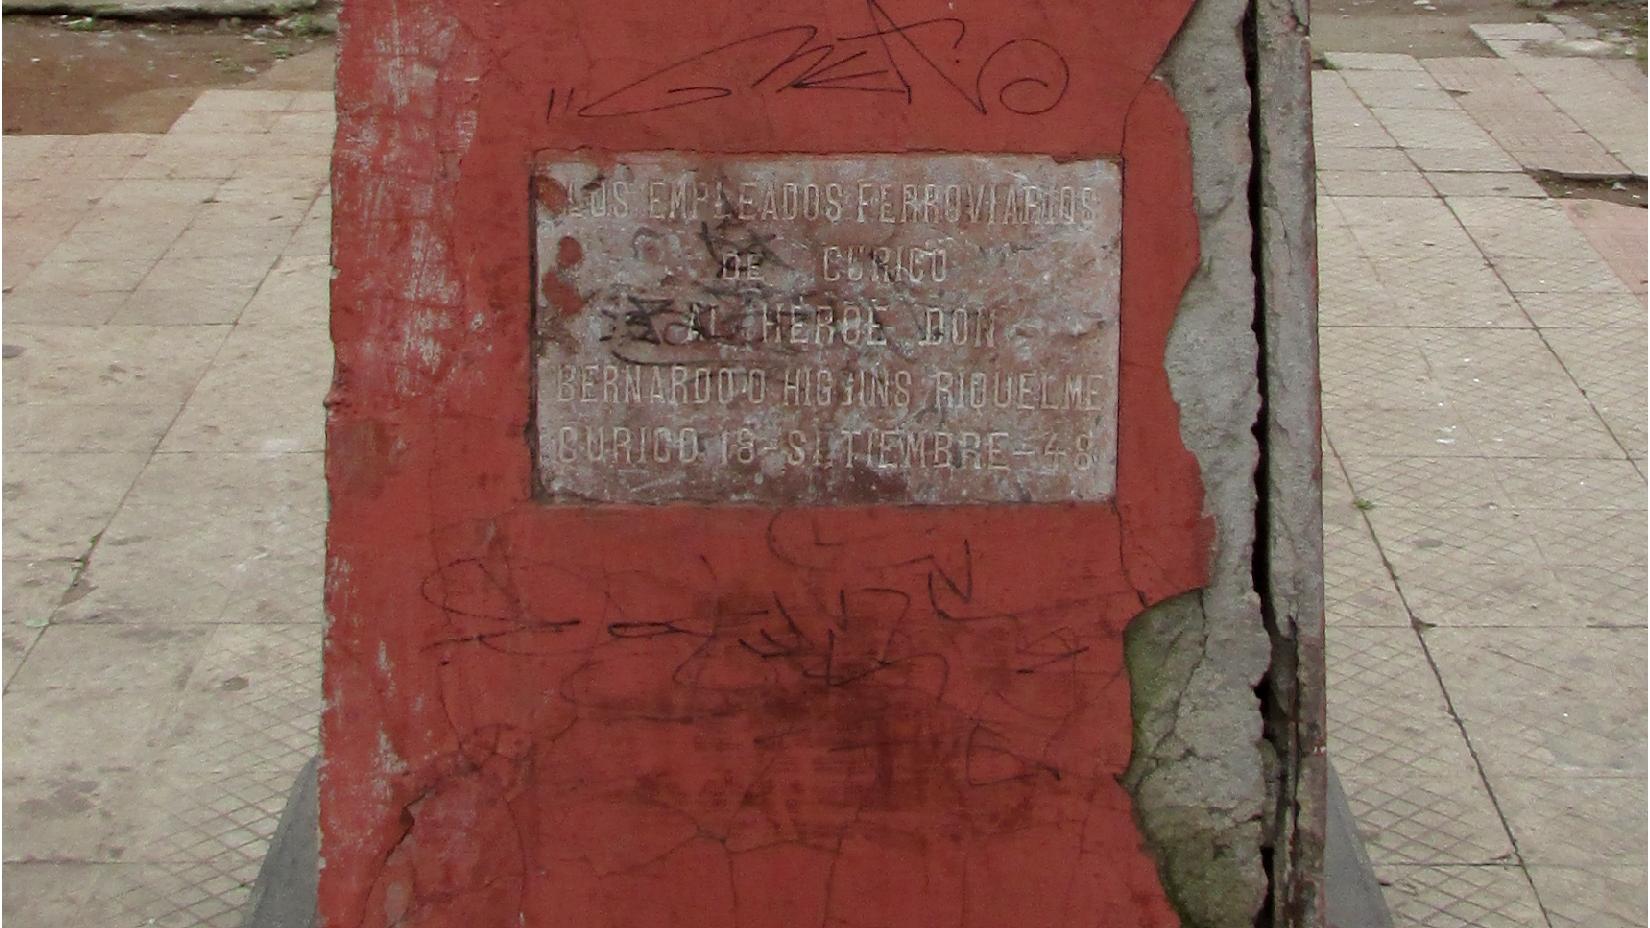 LOS EMPLEADOS FERROVIARIOS
DE CURICO
AL HEROE DON
BERNARDO O HIGGINS RIQUELME
CURICO 18-SETIEMBRE-48